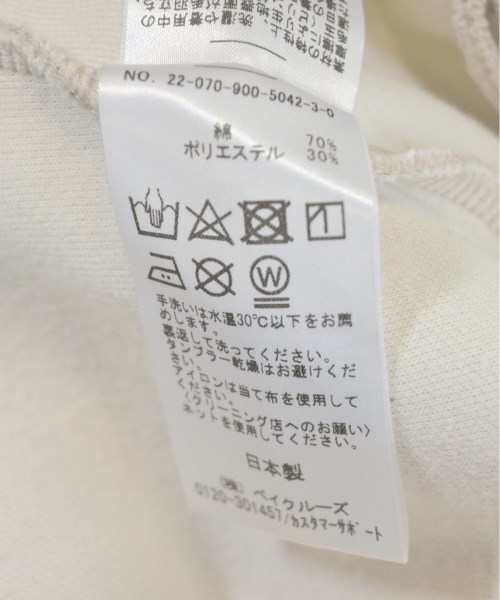 NO. 22-070-900-5042-3-0
綿 70%
ポリエステル 30%
W
手洗いは水温30℃以下をお薦
めします。
裏返して洗ってください。
タンブラー乾燥はお避けくだ
さい。
アイロンは当て布を使用して
ください。
〈クリーニング店へのお願い〉
ネットを使用してください。
日本製
(株) ベイクルーズ
0120-301457/カスタマーサポート